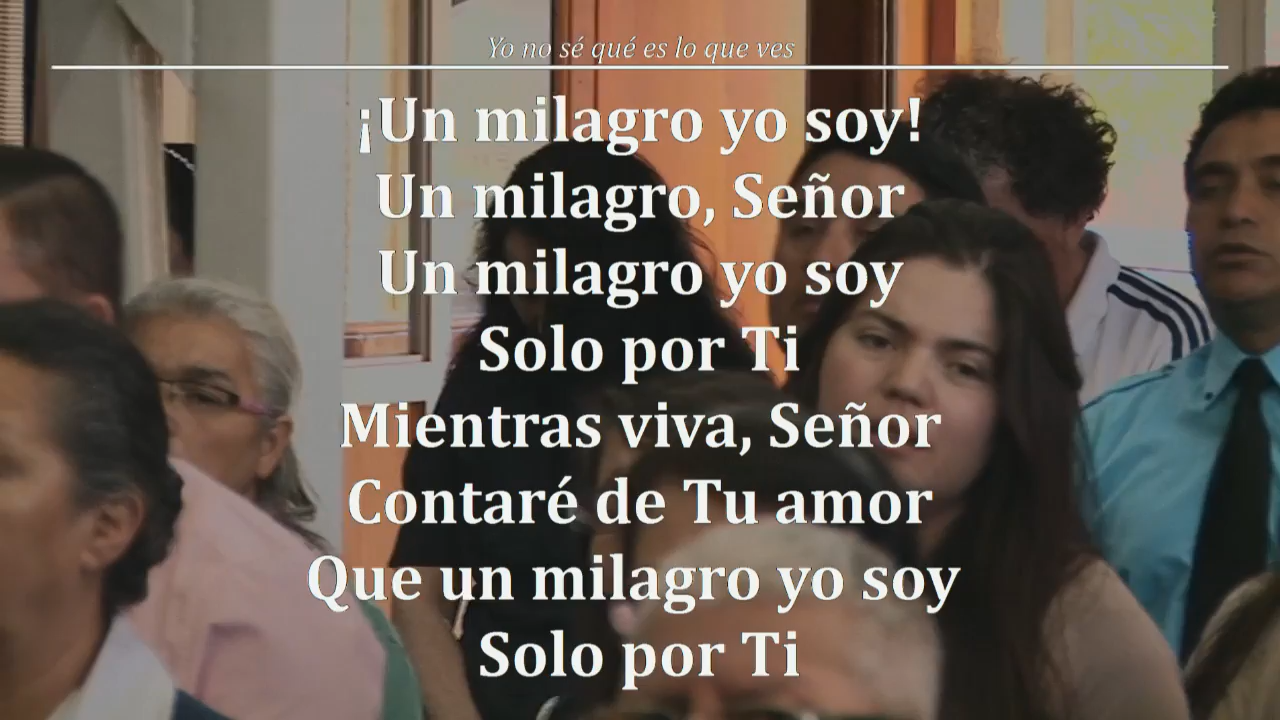 Yo no sé qué es lo que ves
¡Un milagro yo soy!
Un milagro, Señor
Un milagro yo soy
Solo por Ti
Mientras viva, Señor
Contaré de Tu amor
Que un milagro yo soy
Solo por Ti